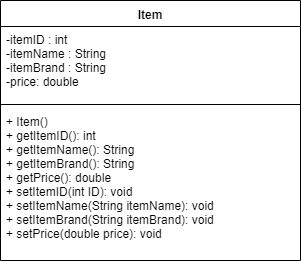 Item
-itemID : int
-itemName : String
-itemBrand : String
-price: double
+ Item()
+ getItemID(): int
+ getItemName(): String
+ getItemBrand(): String
+ getPrice(): double
+ setItemID(int ID): void
+ setItemName(String itemName): void
+ setItemBrand(String itemBrand): void
+ setPrice(double price): void